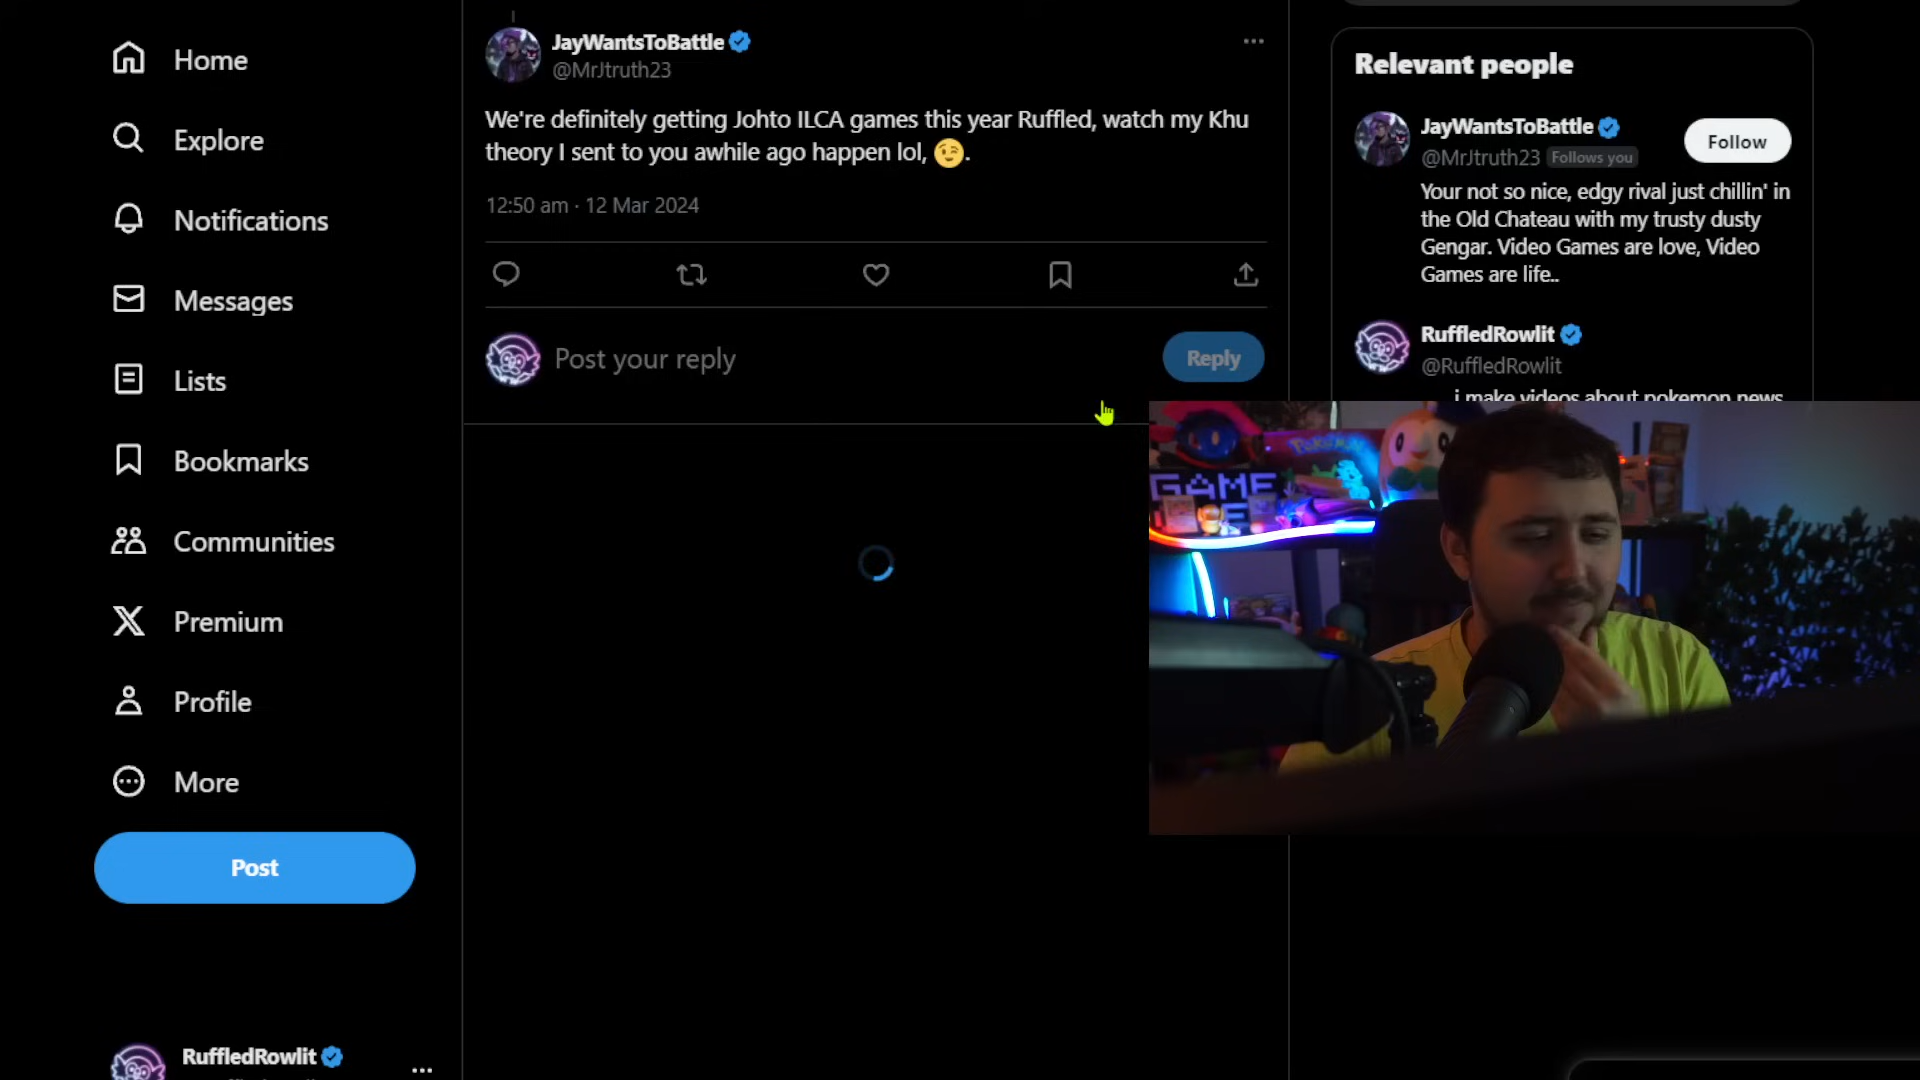 Home
Explore
Notifications
Messages
Lists
Bookmarks
Communities
Premium
Profile
More
Post
RuffledRowlit
JayWantsToBattle
@MrJtruth23
We're definitely getting Johto ILCA games this year Ruffled, watch my Khu
theory I sent to you awhile ago happen lol, 😉.
12:50 am · 12 Mar 2024
Post your reply
Reply
Relevant people
JayWantsToBattle
@MrJtruth23 Follows you
Follow
Your not so nice, edgy rival just chillin' in
the Old Chateau with my trusty dusty
Gengar. Video Games are love, Video
Games are life..
RuffledRowlit
@RuffledRowlit
i make videos about pokemon news
POKéMON
GAME